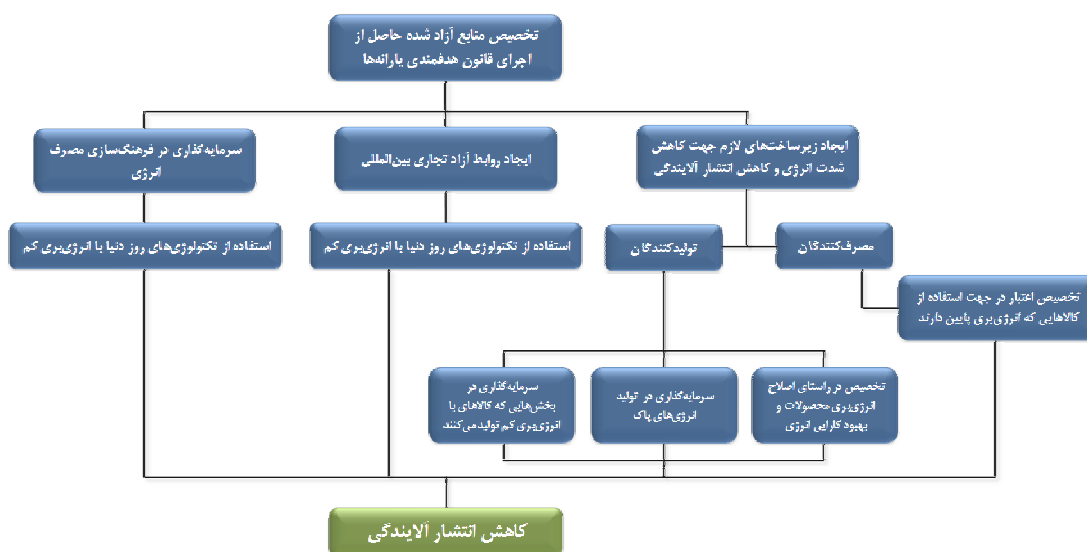 تخصیص منابع آزاد شده حاصل از
اجرای قانون هدفمندی یارانه‌ها
ایجاد زیرساخت‌های لازم جهت کاهش
شدت انرژی و کاهش انتشار آلایندگی
ایجاد روابط آزاد تجاری بین‌المللی
سرمایه‌گذاری در فرهنگ‌سازی مصرف
انرژی
مصرف‌کنندگان
تولیدکنندگان
استفاده از تکنولوژی‌های روز دنیا با انرژی‌بری کم
استفاده از تکنولوژی‌های روز دنیا با انرژی‌بری کم
تخصیص اعتبار در جهت استفاده از
کالاهایی که انرژی‌بری پایین دارند
تخصیص در راستای اصلاح
انرژی‌بری محصولات و
بهبود کارایی انرژی
سرمایه‌گذاری در تولید
انرژی‌های پاک
سرمایه‌گذاری در
بخش‌هایی که کالاهای با
انرژی‌بری کم تولیدمی‌کنند
کاهش انتشار آلایندگی